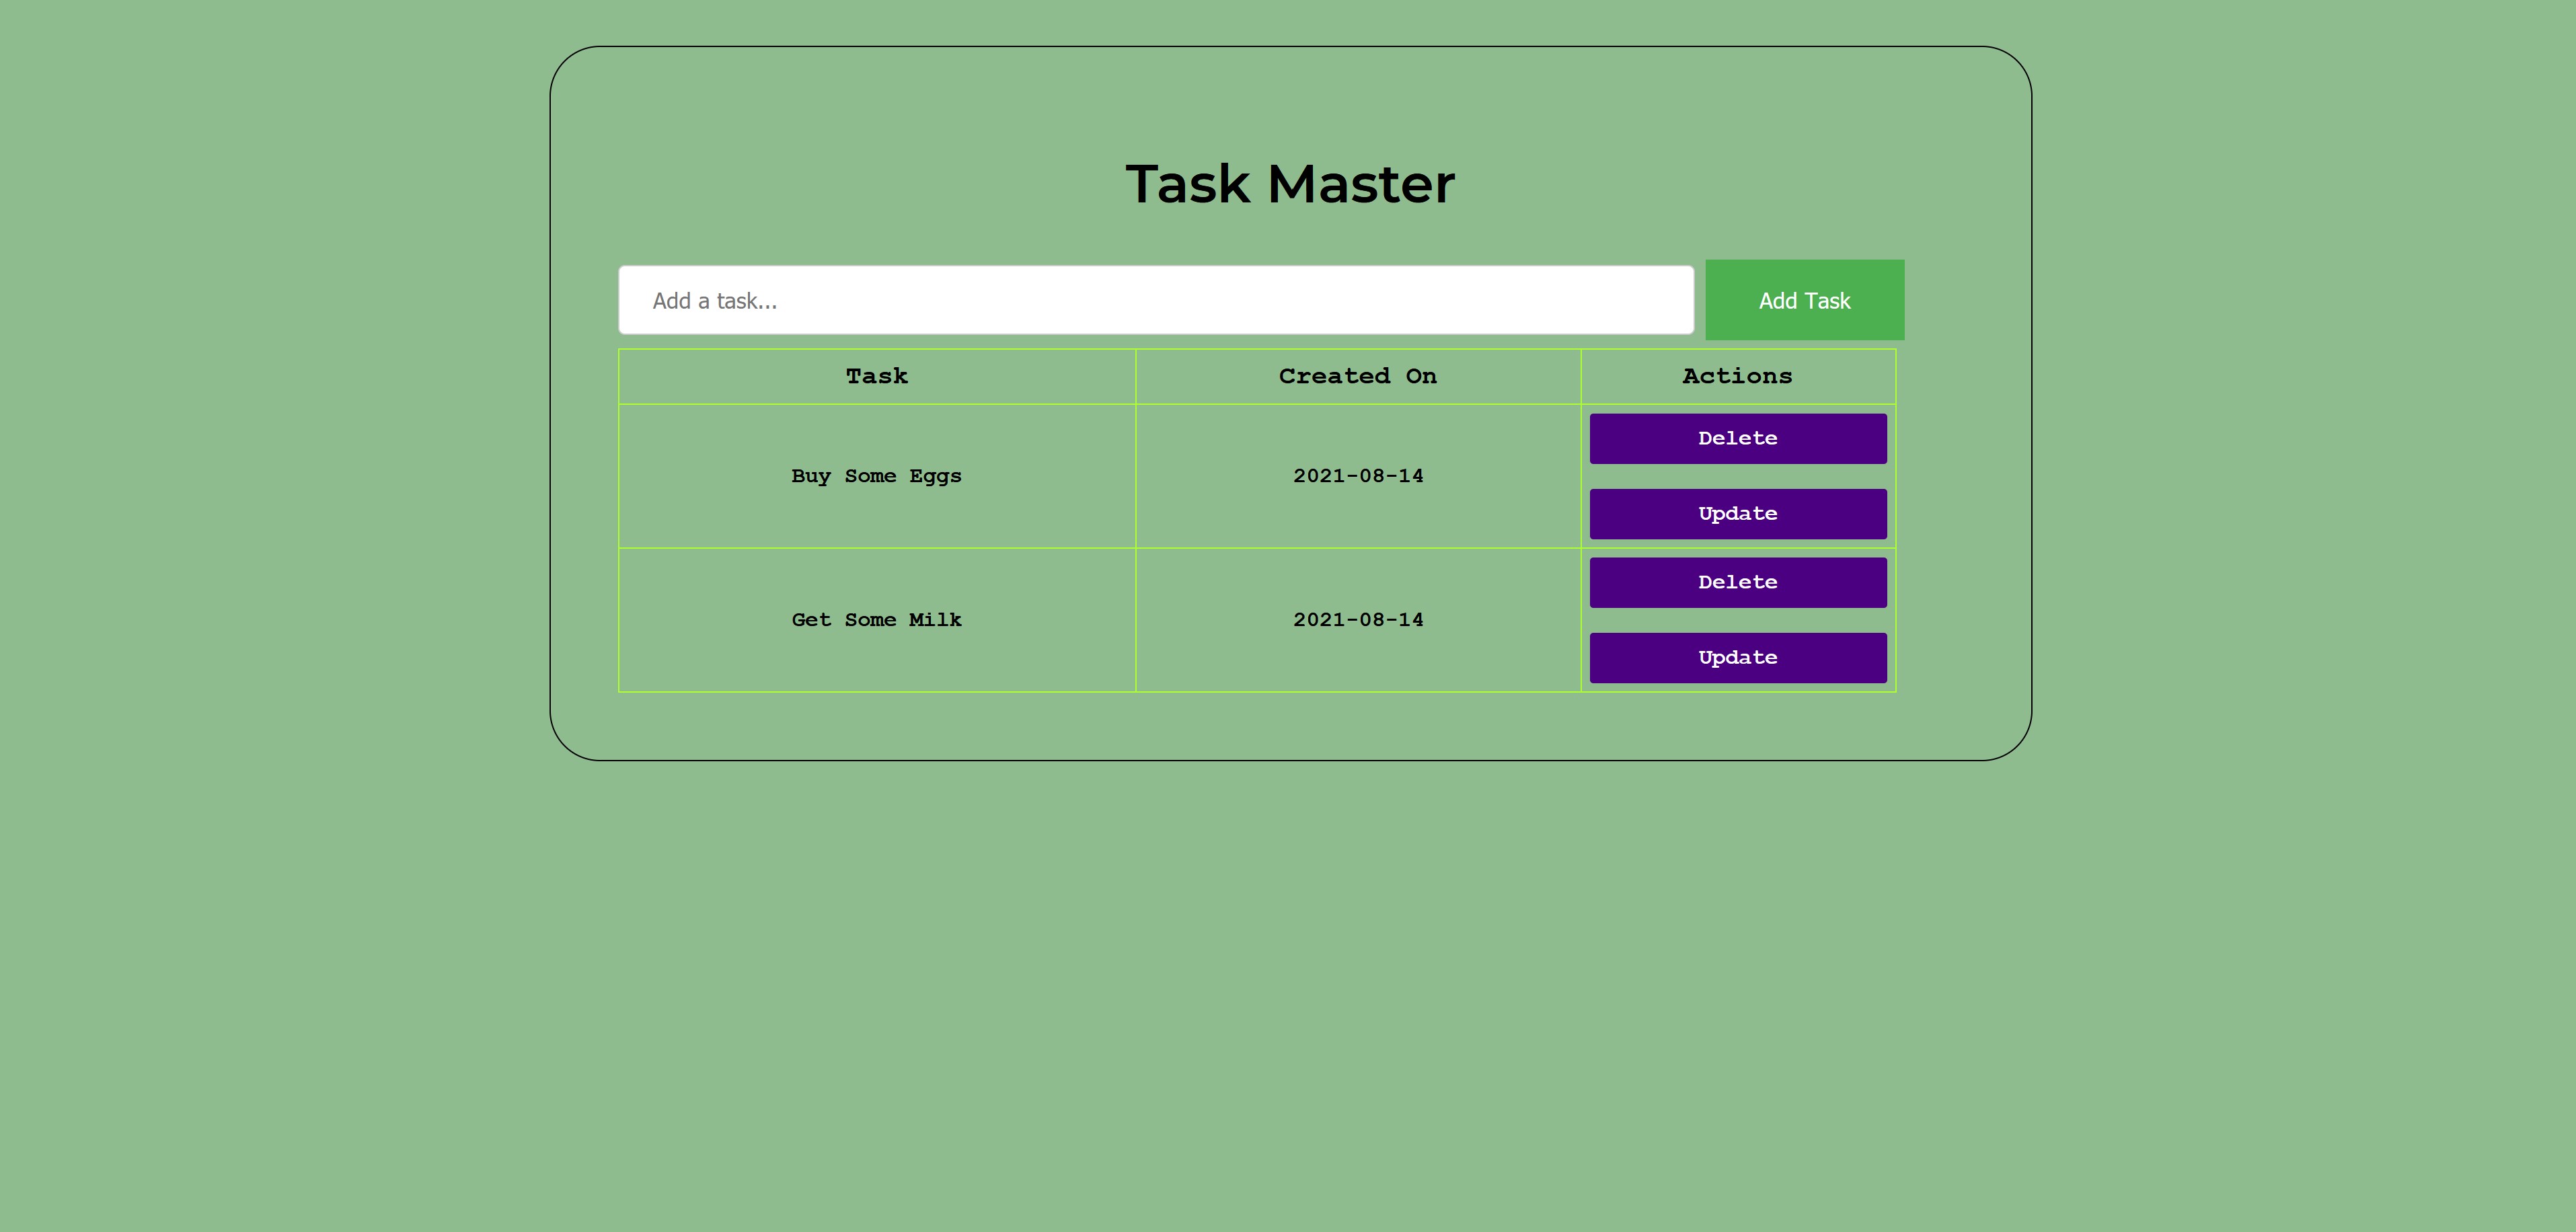 Task Master
Add a task...
Add Task
Task Created On Actions
Buy Some Eggs 2021-08-14 Delete
Update
Get Some Milk 2021-08-14 Delete
Update